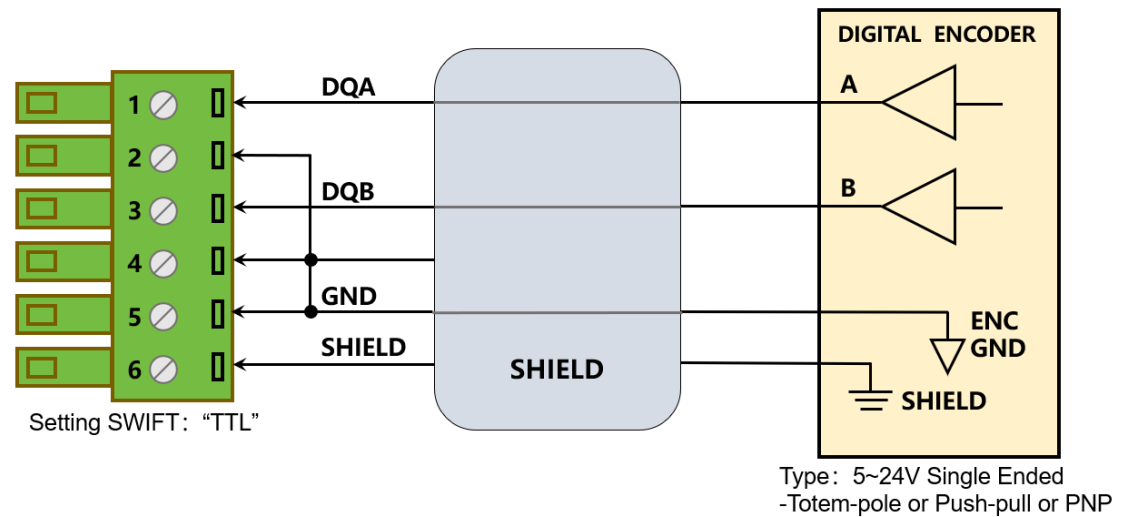 DIGITAL ENCODER
1
DQA
A
2
DQB
B
3
4
GND
5
ENC
GND
SHIELD
6
SHIELD
SHIELD
Setting SWIFT：“TTL”
Type：5~24V Single Ended
-Totem-pole or Push-pull or PNP